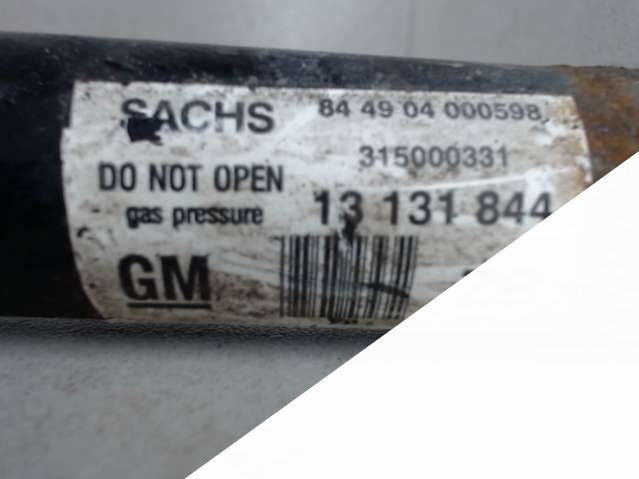 SACHS 84 49 04 000598
315000331
DO NOT OPEN
gas pressure 13 131 844
GM